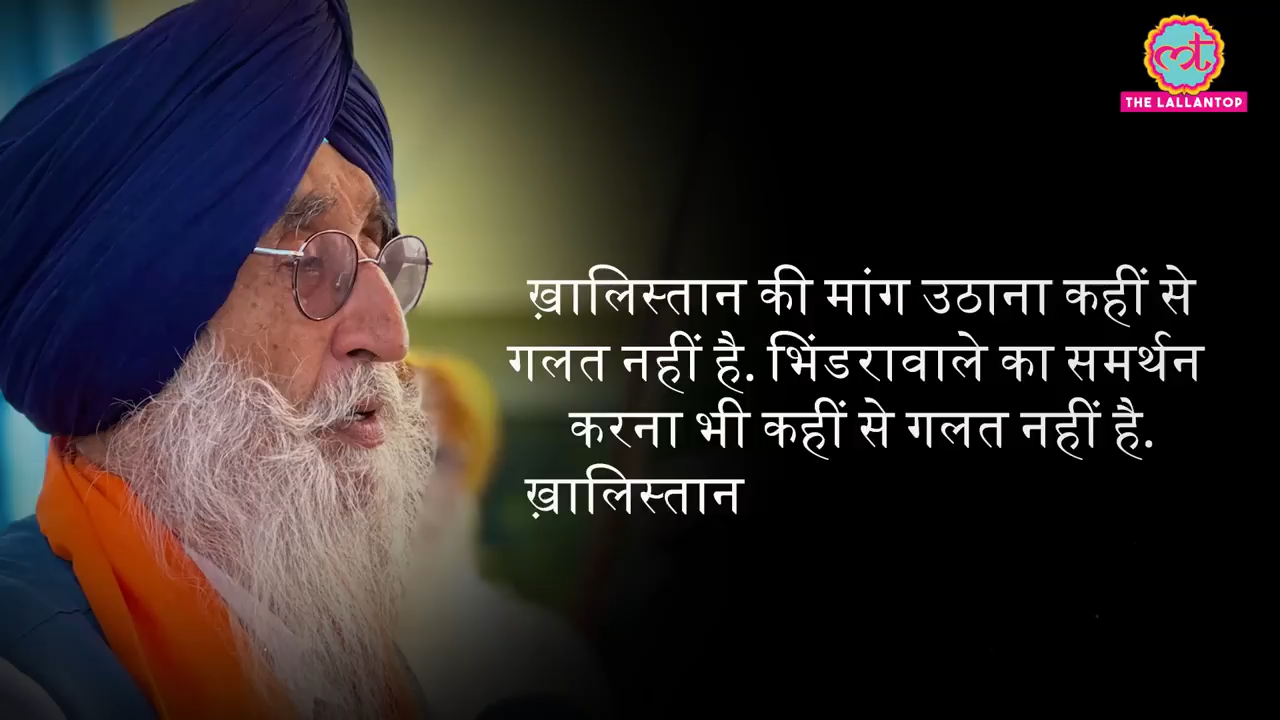 THE LALLANTOP
ख़ालिस्तान की मांग उठाना कहीं से
गलत नहीं है. भिंडरावाले का समर्थन
करना भी कहीं से गलत नहीं है.
ख़ालिस्तान